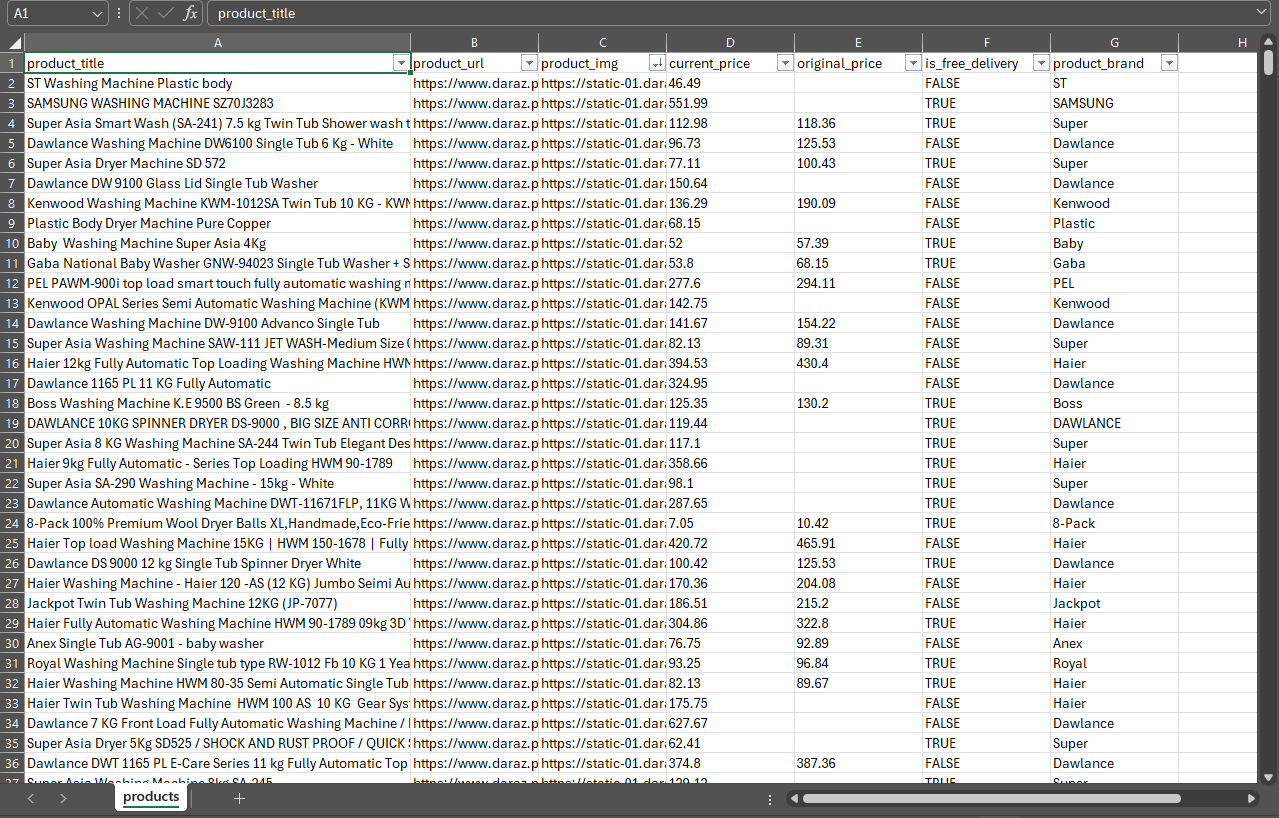 A1 fx product_title
A B C D E F G H
1 product_title product_url product_img current_price original_price is_free_delivery product_brand
2 ST Washing Machine Plastic body https://www.daraz.p https://static-01.dar 46.49 FALSE ST
3 SAMSUNG WASHING MACHINE SZ70J3283 https://www.daraz.p https://static-01.dar 551.99 TRUE SAMSUNG
4 Super Asia Smart Wash (SA-241) 7.5 kg Twin Tub Shower wash t https://www.daraz.p https://static-01.dar 112.98 118.36 TRUE Super
5 Dawlance Washing Machine DW6100 Single Tub 6 Kg - White https://www.daraz.p https://static-01.dar 96.73 125.53 FALSE Dawlance
6 Super Asia Dryer Machine SD 572 https://www.daraz.p https://static-01.dar 77.11 100.43 TRUE Super
7 Dawlance DW 9100 Glass Lid Single Tub Washer https://www.daraz.p https://static-01.dar 150.64 FALSE Dawlance
8 Kenwood Washing Machine KWM-1012SA Twin Tub 10 KG - KWM https://www.daraz.p https://static-01.dar 136.29 190.09 FALSE Kenwood
9 Plastic Body Dryer Machine Pure Copper https://www.daraz.p https://static-01.dar 68.15 FALSE Plastic
10 Baby  Washing Machine Super Asia 4Kg https://www.daraz.p https://static-01.dar 52 57.39 TRUE Baby
11 Gaba National Baby Washer GNW-94023 Single Tub Washer + S https://www.daraz.p https://static-01.dar 53.8 68.15 TRUE Gaba
12 PEL PAWM-900i top load smart touch fully automatic washing m https://www.daraz.p https://static-01.dar 277.6 294.11 FALSE PEL
13 Kenwood OPAL Series Semi Automatic Washing Machine (KWM https://www.daraz.p https://static-01.dar 142.75 FALSE Kenwood
14 Dawlance Washing Machine DW-9100 Advanco Single Tub https://www.daraz.p https://static-01.dar 141.67 154.22 FALSE Dawlance
15 Super Asia Washing Machine SAW-111 JET WASH-Medium Size https://www.daraz.p https://static-01.dar 82.13 89.31 FALSE Super
16 Haier 12kg Fully Automatic Top Loading Washing Machine HWM https://www.daraz.p https://static-01.dar 394.53 430.4 FALSE Haier
17 Dawlance 1165 PL 11 KG Fully Automatic https://www.daraz.p https://static-01.dar 324.95 FALSE Dawlance
18 Boss Washing Machine K.E 9500 BS Green  - 8.5 kg https://www.daraz.p https://static-01.dar 125.35 130.2 TRUE Boss
19 DAWLANCE 10KG SPINNER DRYER DS-9000 , BIG SIZE ANTI CORR https://www.daraz.p https://static-01.dar 119.44 TRUE DAWLANCE
20 Super Asia 8 KG Washing Machine SA-244 Twin Tub Elegant Des https://www.daraz.p https://static-01.dar 117.1 TRUE Super
21 Haier 9kg Fully Automatic - Series Top Loading HWM 90-1789 https://www.daraz.p https://static-01.dar 358.66 TRUE Haier
22 Super Asia SA-290 Washing Machine - 15kg - White https://www.daraz.p https://static-01.dar 98.1 TRUE Super
23 Dawlance Automatic Washing Machine DWT-11671FLP, 11KG W https://www.daraz.p https://static-01.dar 287.65 TRUE Dawlance
24 8-Pack 100% Premium Wool Dryer Balls XL,Handmade,Eco-Frie https://www.daraz.p https://static-01.dar 7.05 10.42 TRUE 8-Pack
25 Haier Top load Washing Machine 15KG | HWM 150-1678 | Fully https://www.daraz.p https://static-01.dar 420.72 465.91 FALSE Haier
26 Dawlance DS 9000 12 kg Single Tub Spinner Dryer White https://www.daraz.p https://static-01.dar 100.42 125.53 TRUE Dawlance
27 Haier Washing Machine - Haier 120 -AS (12 KG) Jumbo Seimi Au https://www.daraz.p https://static-01.dar 170.36 204.08 FALSE Haier
28 Jackpot Twin Tub Washing Machine 12KG (JP-7077) https://www.daraz.p https://static-01.dar 186.51 215.2 FALSE Jackpot
29 Haier Fully Automatic Washing Machine HWM 90-1789 09kg 3D https://www.daraz.p https://static-01.dar 304.86 322.8 TRUE Haier
30 Anex Single Tub AG-9001 - baby washer https://www.daraz.p https://static-01.dar 76.75 92.89 FALSE Anex
31 Royal Washing Machine Single tub type RW-1012 Fb 10 KG 1 Yea https://www.daraz.p https://static-01.dar 93.25 96.84 TRUE Royal
32 Haier Washing Machine HWM 80-35 Semi Automatic Single Tub https://www.daraz.p https://static-01.dar 82.13 89.67 TRUE Haier
33 Haier Twin Tub Washing Machine  HWM 100 AS  10 KG  Gear Sys https://www.daraz.p https://static-01.dar 175.75 FALSE Haier
34 Dawlance 7 KG Front Load Fully Automatic Washing Machine / https://www.daraz.p https://static-01.dar 627.67 FALSE Dawlance
35 Super Asia Dryer 5Kg SD525 / SHOCK AND RUST PROOF / QUICK https://www.daraz.p https://static-01.dar 62.41 TRUE Super
36 Dawlance DWT 1165 PL E-Care Series 11 kg Fully Automatic Top https://www.daraz.p https://static-01.dar 374.8 387.36 FALSE Dawlance
37 Super Asia Washing Machine 8kg SA-245 https://www.daraz.p https://static-01.dar 129.12 TRUE Super
products